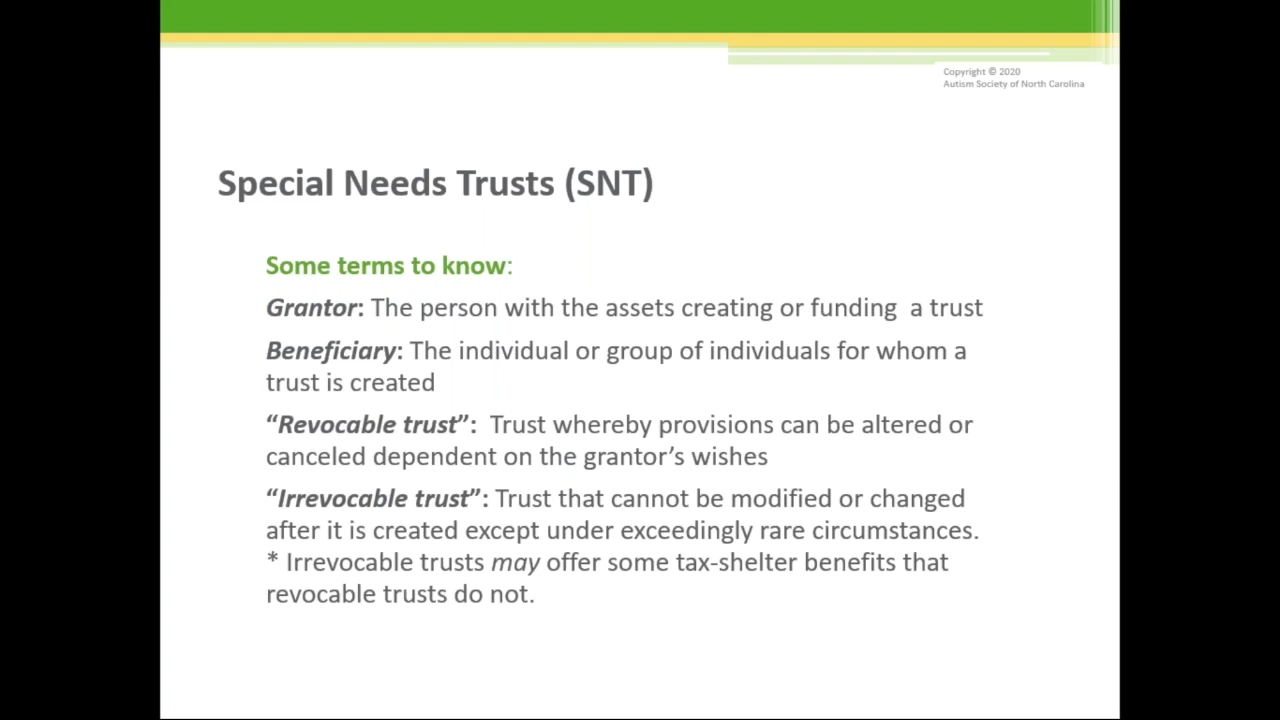 Copyright © 2020
Autism Society of North Carolina
Special Needs Trusts (SNT)
Some terms to know:
Grantor: The person with the assets creating or funding  a trust
Beneficiary: The individual or group of individuals for whom a
trust is created
“Revocable trust”:  Trust whereby provisions can be altered or
canceled dependent on the grantor’s wishes
“Irrevocable trust”: Trust that cannot be modified or changed
after it is created except under exceedingly rare circumstances.
* Irrevocable trusts may offer some tax-shelter benefits that
revocable trusts do not.